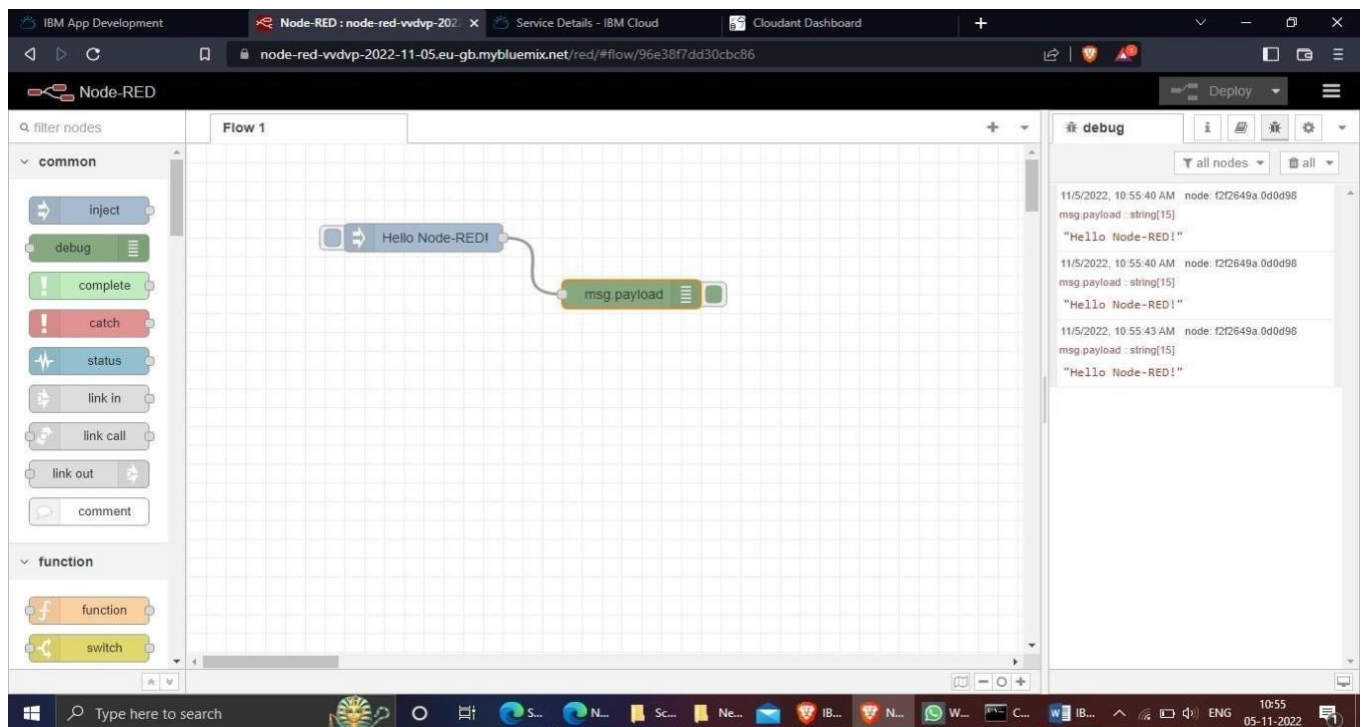 IBM App Development
Node-RED : node-red-vvdvp-202
Service Details - IBM Cloud
Cloudant Dashboard
node-red-vvdvp-2022-11-05.eu-gb.mybluemix.net/red/#flow/96e38f7dd30cbc86
Node-RED
Deploy
filter nodes
Flow 1
debug
i
all nodes
all
common
inject
debug
complete
catch
status
link in
link call
link out
comment
function
function
switch
Hello Node-RED!
msg.payload
11/5/2022, 10:55:40 AM node: f2f2649a.0d0d98
msg.payload : string[15]
"Hello Node-RED!"
11/5/2022, 10:55:40 AM node: f2f2649a.0d0d98
msg.payload : string[15]
"Hello Node-RED!"
11/5/2022, 10:55:43 AM node: f2f2649a.0d0d98
msg.payload : string[15]
"Hello Node-RED!"
Type here to search
S...
N...
Sc...
Ne...
IB...
N...
W...
C...
IB...
ENG
10:55
05-11-2022